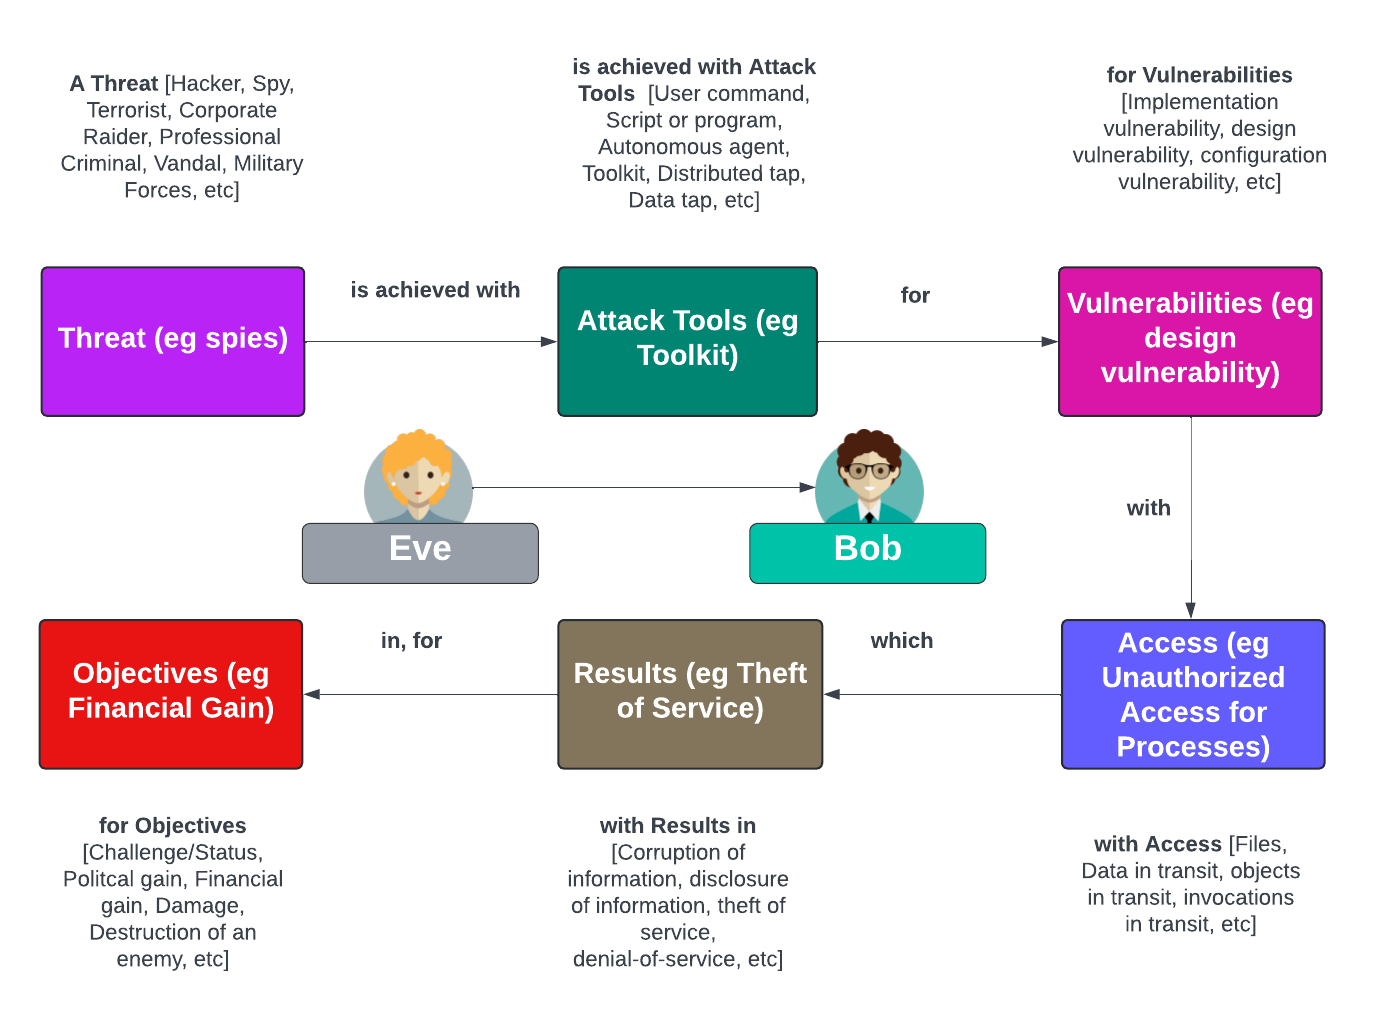 A Threat [Hacker, Spy,
Terrorist, Corporate
Raider, Professional
Criminal, Vandal, Military
Forces, etc]
is achieved with Attack
Tools [User command,
Script or program,
Autonomous agent,
Toolkit, Distributed tap,
Data tap, etc]
for Vulnerabilities
[Implementation
vulnerability, design
vulnerability, configuration
vulnerability, etc]
Threat (eg spies)
is achieved with
Attack Tools (eg
Toolkit)
for
Vulnerabilities (eg
design
vulnerability)
Eve
Bob
with
Objectives (eg
Financial Gain)
in, for
Results (eg Theft
of Service)
which
Access (eg
Unauthorized
Access for
Processes)
for Objectives
[Challenge/Status,
Politcal gain, Financial
gain, Damage,
Destruction of an
enemy, etc]
with Results in
[Corruption of
information, disclosure
of information, theft of
service,
denial-of-service, etc]
with Access [Files,
Data in transit, objects
in transit, invocations
in transit, etc]